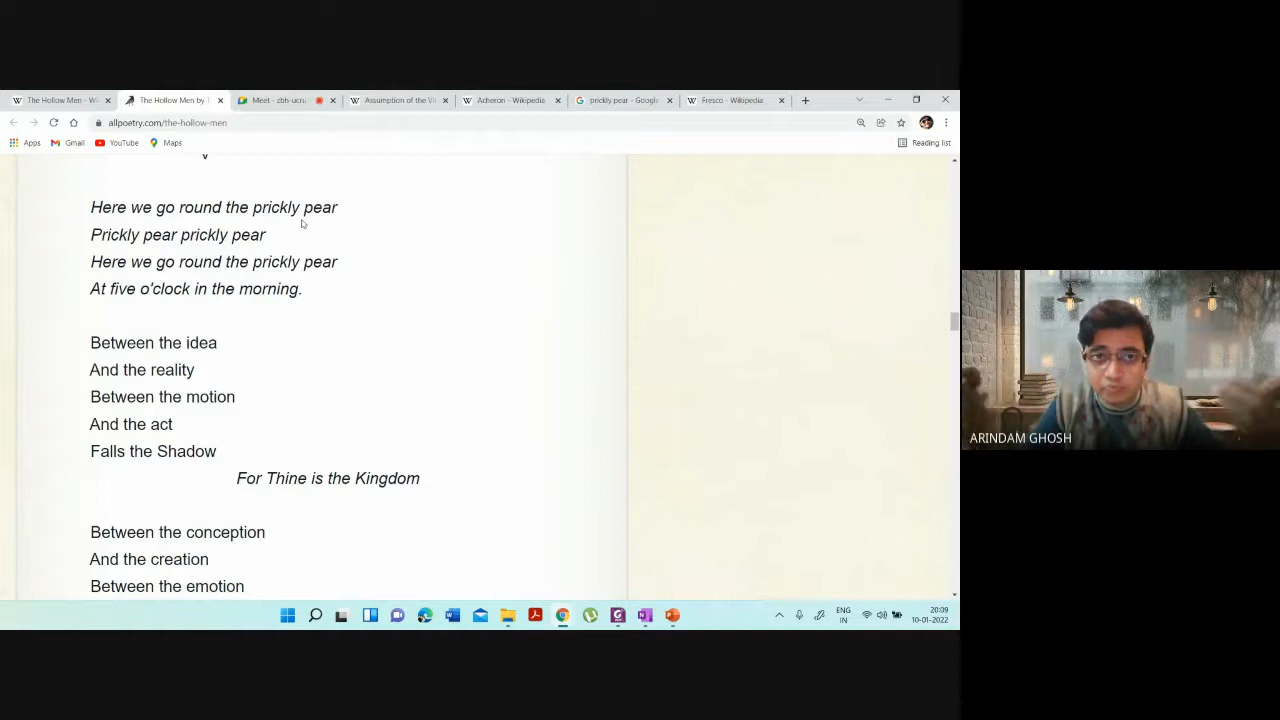 The Hollow Men - Wi
The Hollow Men by T
Meet - zbh-ucru
Assumption of the Vi
Acheron - Wikipedia
prickly pear - Google
Fresco - Wikipedia
allpoetry.com/the-hollow-men
Apps
Gmail
YouTube
Maps
Reading list
V
Here we go round the prickly pear
Prickly pear prickly pear
Here we go round the prickly pear
At five o'clock in the morning.
Between the idea
And the reality
Between the motion
And the act
Falls the Shadow
For Thine is the Kingdom
Between the conception
And the creation
Between the emotion
ARINDAM GHOSH
ENG
IN
20:09
10-01-2022